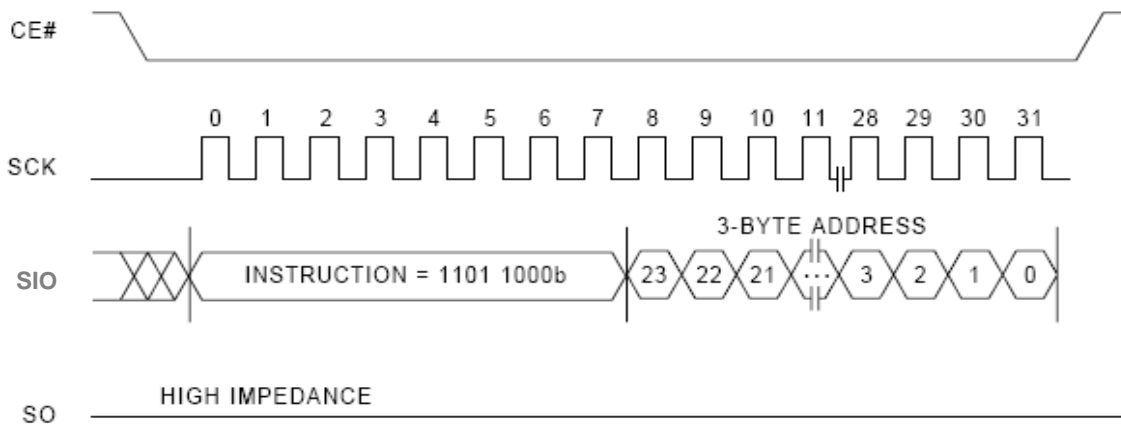 CE#
0 1 2 3 4 5 6 7 8 9 10 11 28 29 30 31
SCK
3-BYTE ADDRESS
SIO INSTRUCTION = 1101 1000b 23 22 21 ... 3 2 1 0
HIGH IMPEDANCE
SO